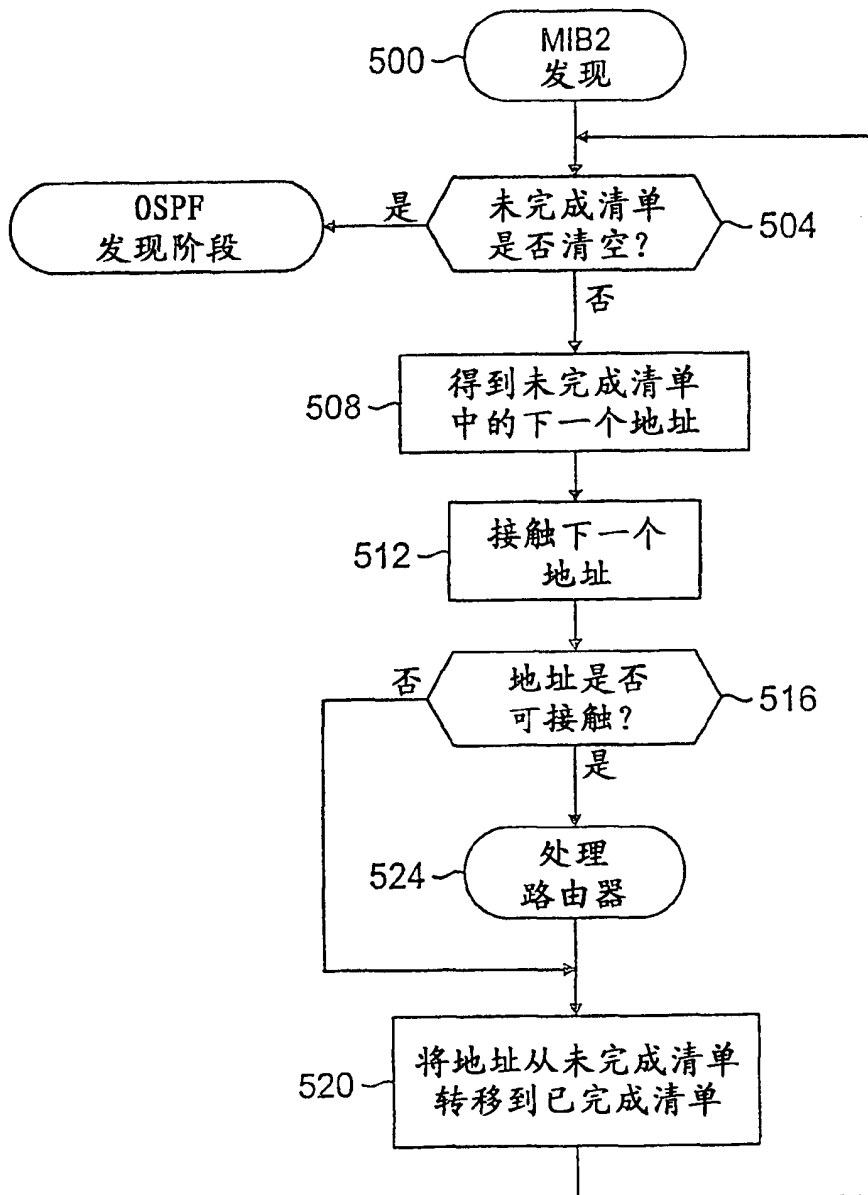 500
MIB2
发现
OSPF
发现阶段
是
未完成清单
是否清空？
504
否
508
得到未完成清单
中的下一个地址
512
接触下一个
地址
否
地址是否
可接触？
516
是
524
处理
路由器
520
将地址从未完成清单
转移到已完成清单